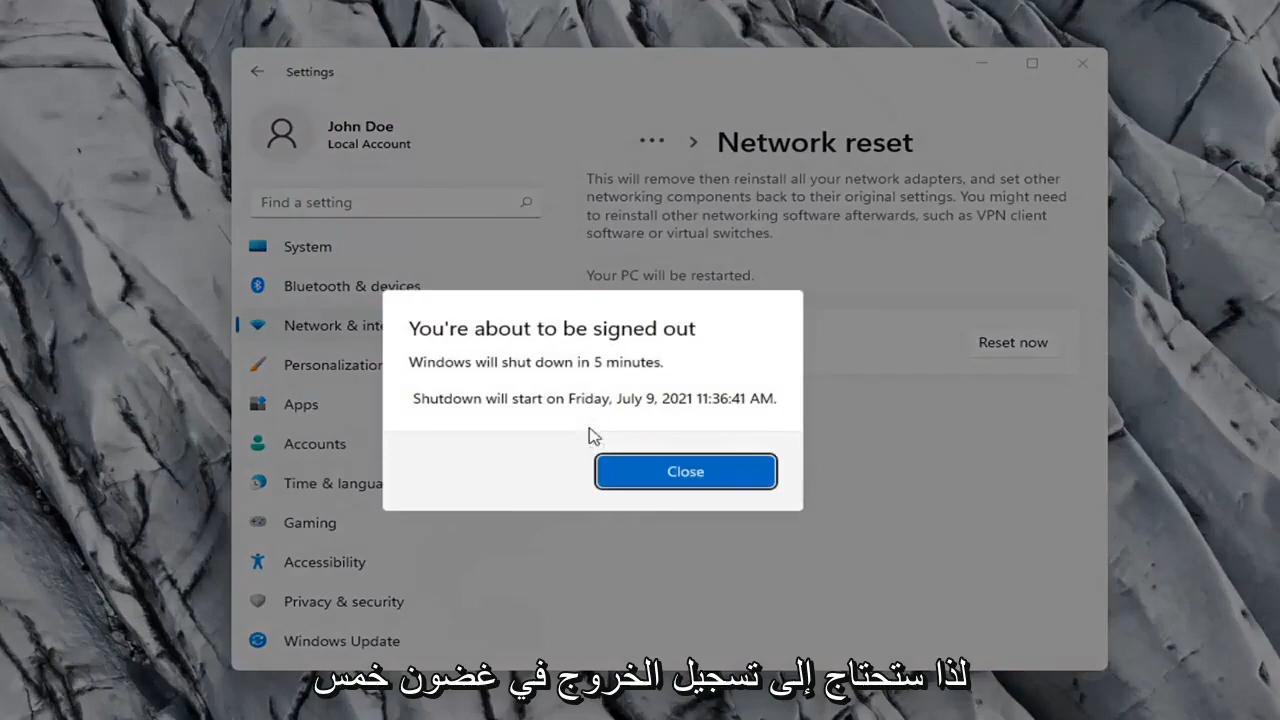 Settings
John Doe
Local Account
Find a setting
System
Bluetooth & devices
Network & inte
Personalization
Apps
Accounts
Time & langua
Gaming
Accessibility
Privacy & security
Windows Update
... > Network reset
This will remove then reinstall all your network adapters, and set other
networking components back to their original settings. You might need
to reinstall other networking software afterwards, such as VPN client
software or virtual switches.
Your PC will be restarted.
Reset now
You're about to be signed out
Windows will shut down in 5 minutes.
Shutdown will start on Friday, July 9, 2021 11:36:41 AM.
Close
لذا ستحتاج إلى تسجيل الخروج في غضون خمس